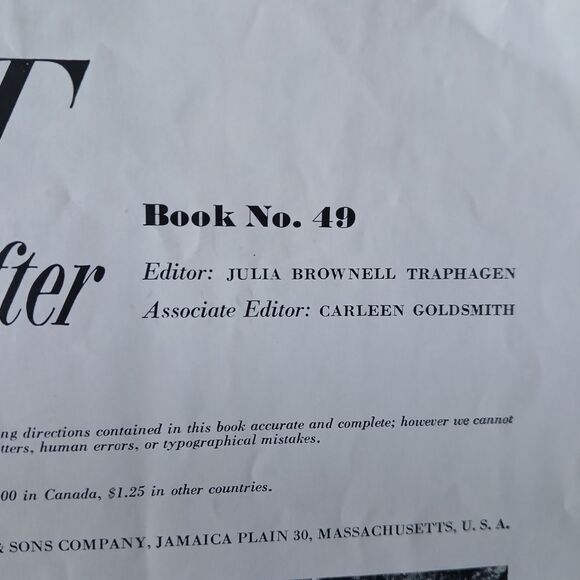 T
Book No. 49
fter
Editor: JULIA BROWNELL TRAPHAGEN
Associate Editor: CARLEEN GOLDSMITH
ng directions contained in this book accurate and complete; however we cannot
tters, human errors, or typographical mistakes.
00 in Canada, $1.25 in other countries.
& SONS COMPANY, JAMAICA PLAIN 30, MASSACHUSETTS, U. S. A.